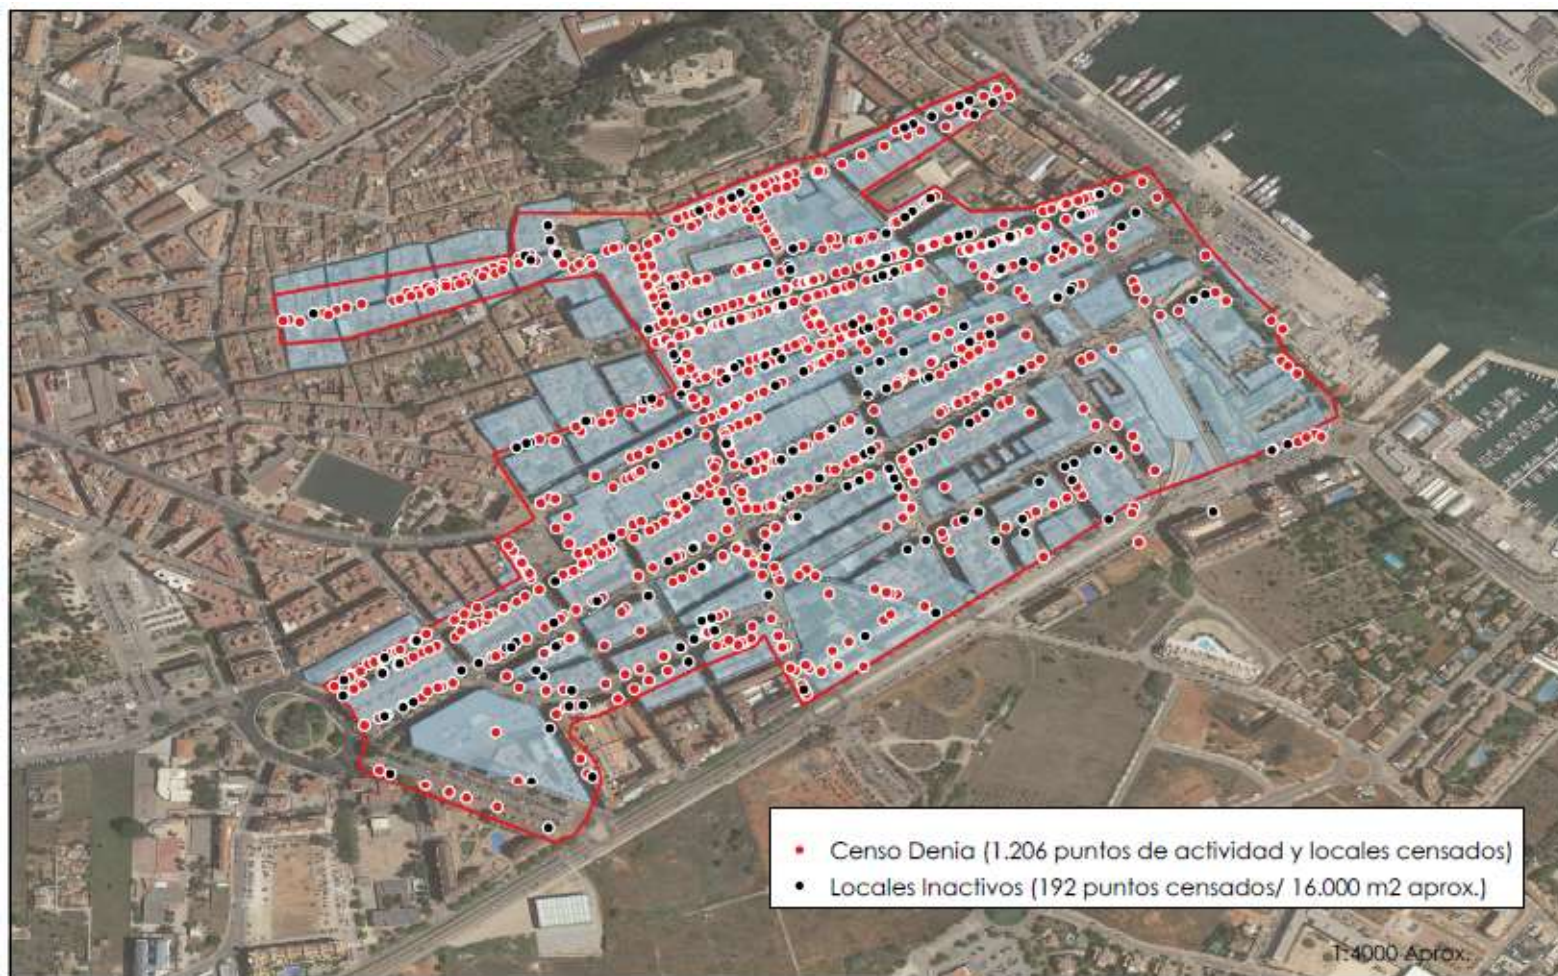 Censo Denia (1.206 puntos de actividad y locales censados)
Locales Inactivos (192 puntos censados/ 16.000 m2 aprox.)
1:4000 Aprox.